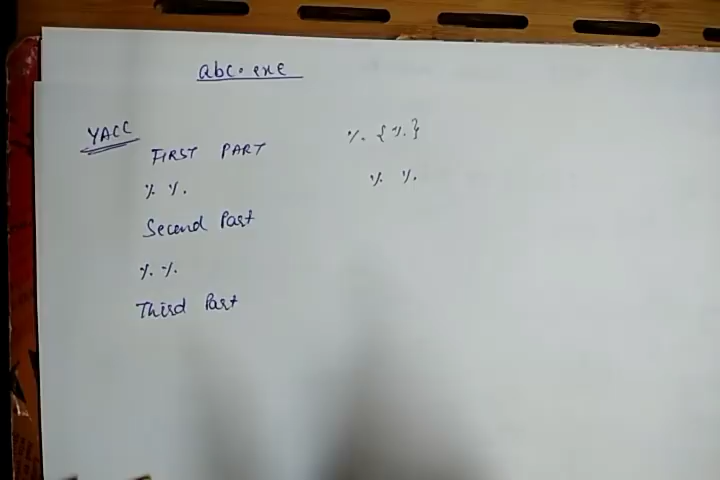 abc.exe
YACC
FIRST PART
%%
Second Part
%%
Third Part
%{%}
%%